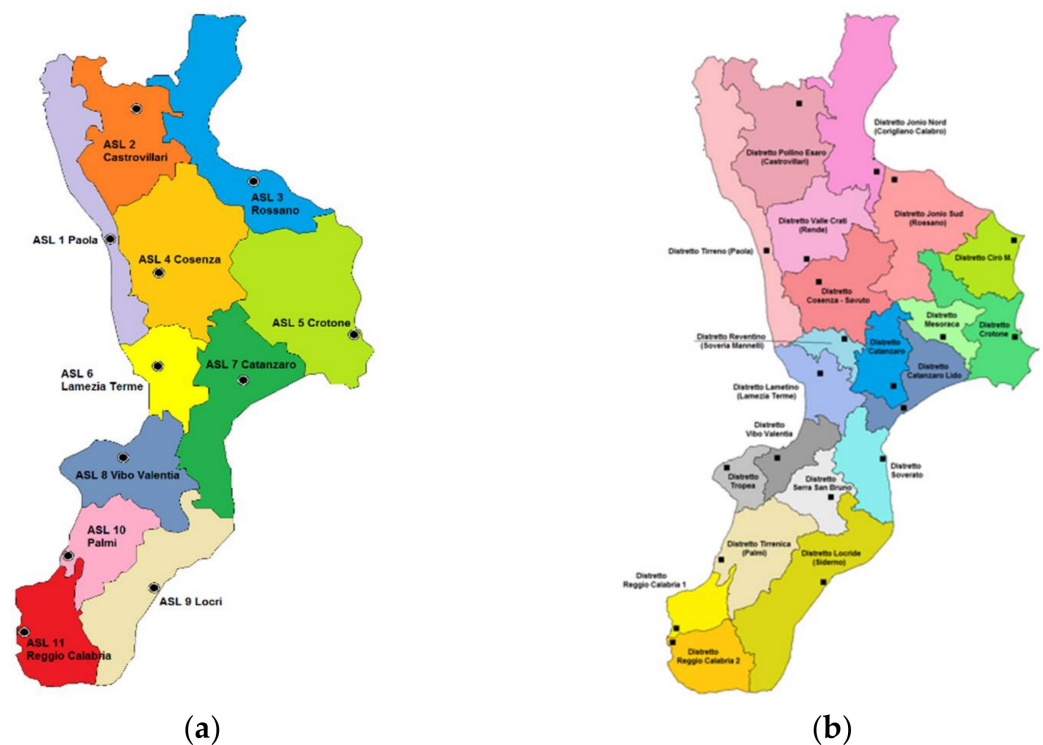 ASL 2
Castrovillari
ASL 3
Rossano
ASL 1 Paola
ASL 4 Cosenza
ASL 5 Crotone
ASL 6
Lamezia Terme
ASL 7 Catanzaro
ASL 8 Vibo Valentia
ASL 10
Palmi
ASL 9 Locri
ASL 11
Reggio Calabria
(a)
Distretto Jonio Nord
(Corigliano Calabro)
Distretto Pollino Esaro
(Castrovillari)
Distretto Valle Crati
(Rende)
Distretto Jonio Sud
(Rossano)
Distretto Tirreno (Paola)
Distretto Cirò M.
Distretto
Cosenza - Savuto
Distretto
Mesoraca
Distretto
Crotone
Distretto Reventino
(Soveria Mannelli)
Distretto
Catanzaro
Distretto
Catanzaro Lido
Distretto Lametino
(Lamezia Terme)
Distretto
Vibo Valentia
Distretto
Tropea
Distretto
Serra San Bruno
Distretto
Soverato
Distretto Tirrenica
(Palmi)
Distretto Locride
(Siderno)
Distretto
Reggio Calabria 1
Distretto
Reggio Calabria 2
(b)